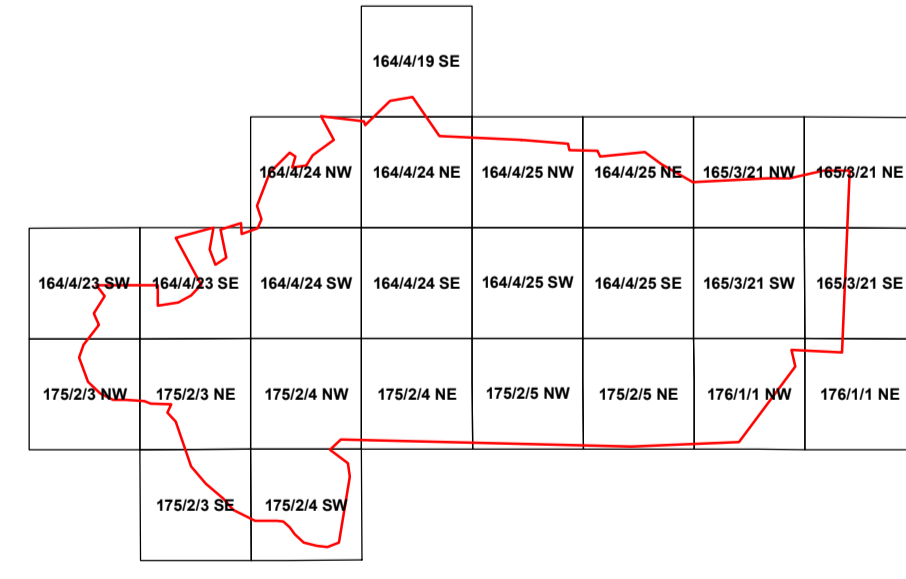 164/4/19 SE
164/4/24 NW
164/4/24 NE
164/4/25 NW
164/4/25 NE
165/3/21 NW
165/3/21 NE
164/4/23 SW
164/4/23 SE
164/4/24 SW
164/4/24 SE
164/4/25 SW
164/4/25 SE
165/3/21 SW
165/3/21 SE
175/2/3 NW
175/2/3 NE
175/2/4 NW
175/2/4 NE
175/2/5 NW
175/2/5 NE
176/1/1 NW
176/1/1 NE
175/2/3 SE
175/2/4 SW